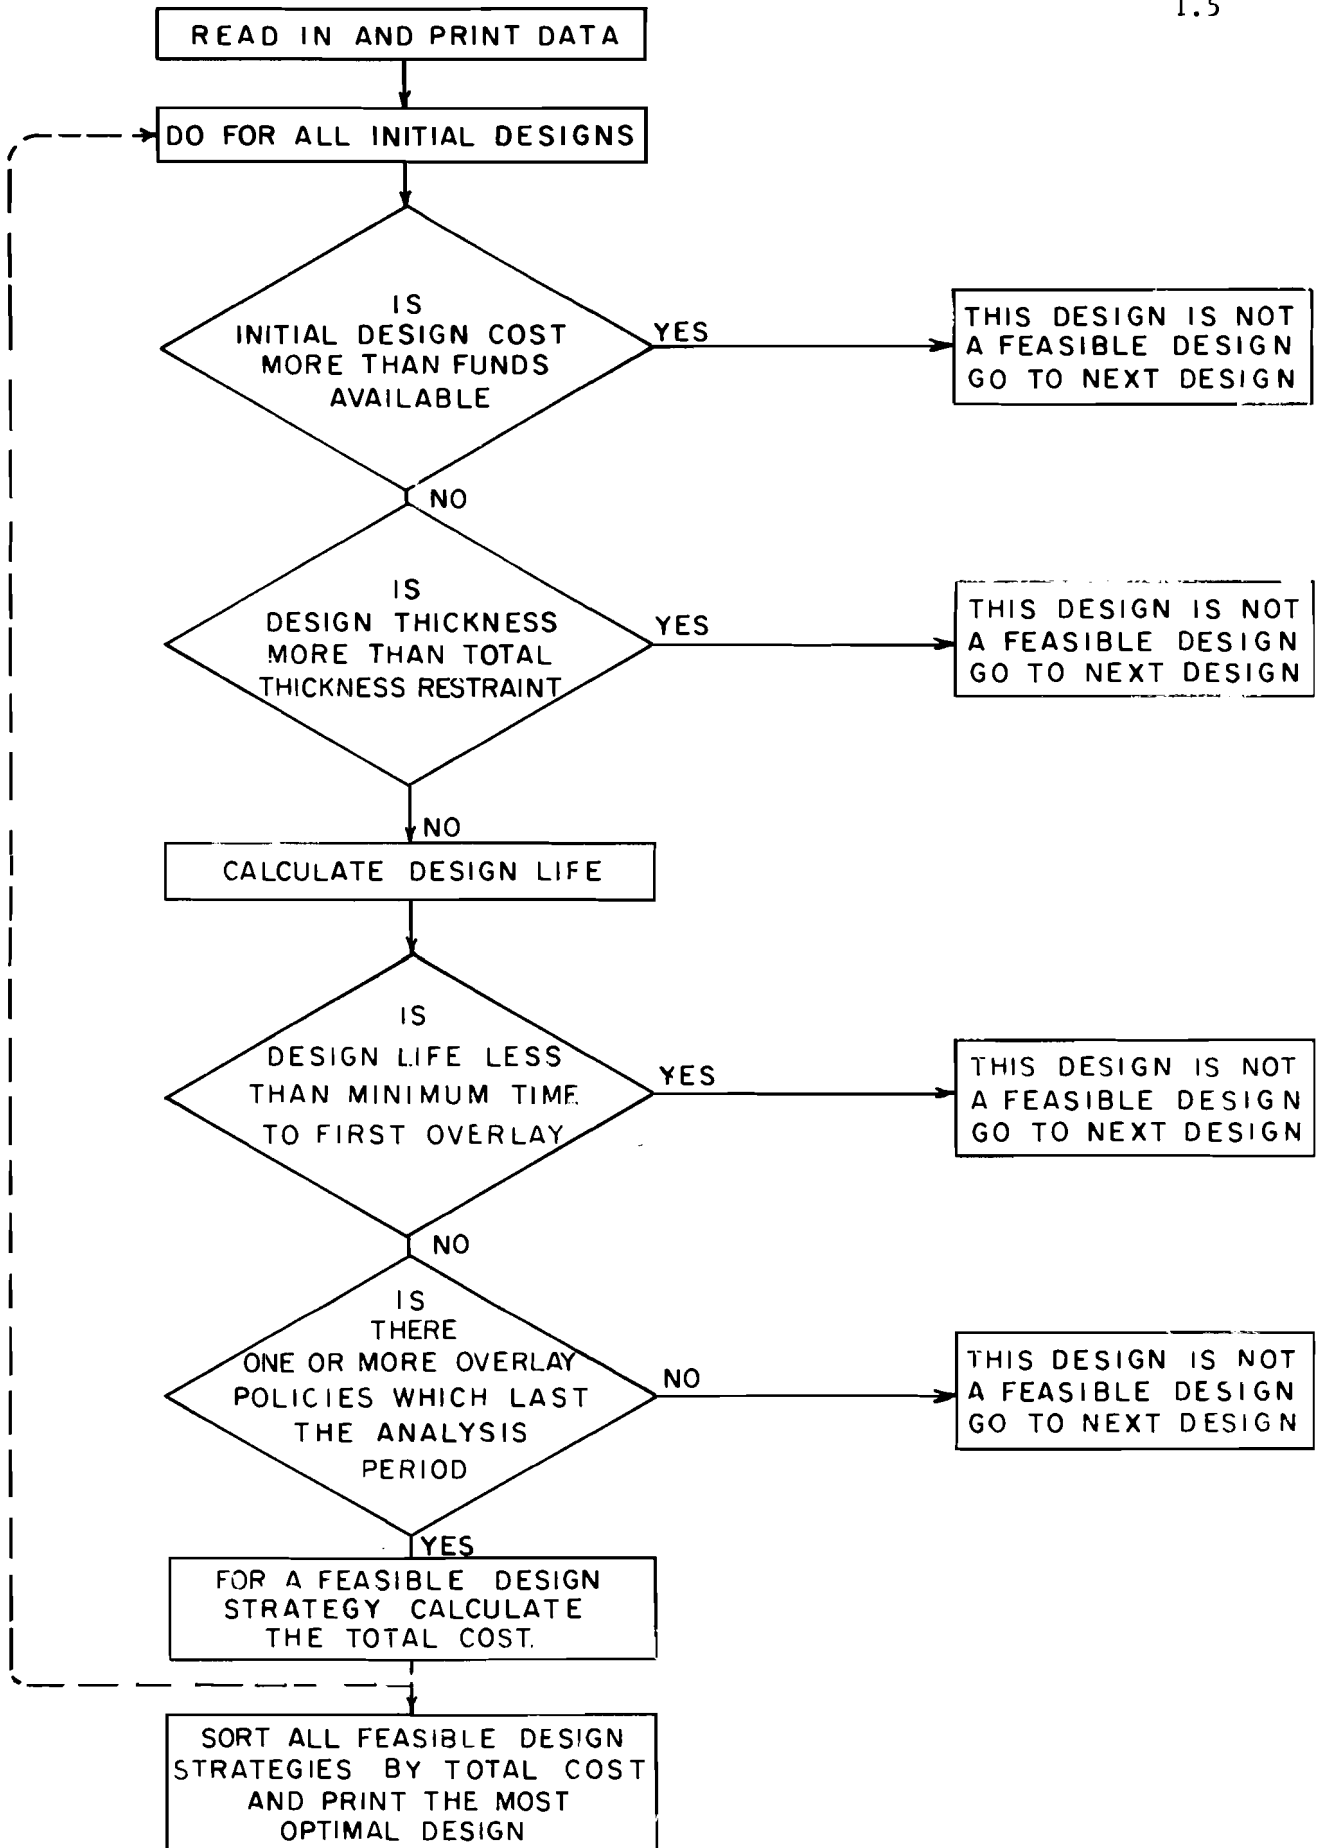 1.5
READ IN AND PRINT DATA
DO FOR ALL INITIAL DESIGNS
IS
INITIAL DESIGN COST
MORE THAN FUNDS
AVAILABLE
YES
THIS DESIGN IS NOT
A FEASIBLE DESIGN
GO TO NEXT DESIGN
NO
IS
DESIGN THICKNESS
MORE THAN TOTAL
THICKNESS RESTRAINT
YES
THIS DESIGN IS NOT
A FEASIBLE DESIGN
GO TO NEXT DESIGN
NO
CALCULATE DESIGN LIFE
IS
DESIGN LIFE LESS
THAN MINIMUM TIME
TO FIRST OVERLAY
YES
THIS DESIGN IS NOT
A FEASIBLE DESIGN
GO TO NEXT DESIGN
NO
IS
THERE
ONE OR MORE OVERLAY
POLICIES WHICH LAST
THE ANALYSIS
PERIOD
NO
THIS DESIGN IS NOT
A FEASIBLE DESIGN
GO TO NEXT DESIGN
YES
FOR A FEASIBLE DESIGN
STRATEGY CALCULATE
THE TOTAL COST.
SORT ALL FEASIBLE DESIGN
STRATEGIES BY TOTAL COST
AND PRINT THE MOST
OPTIMAL DESIGN